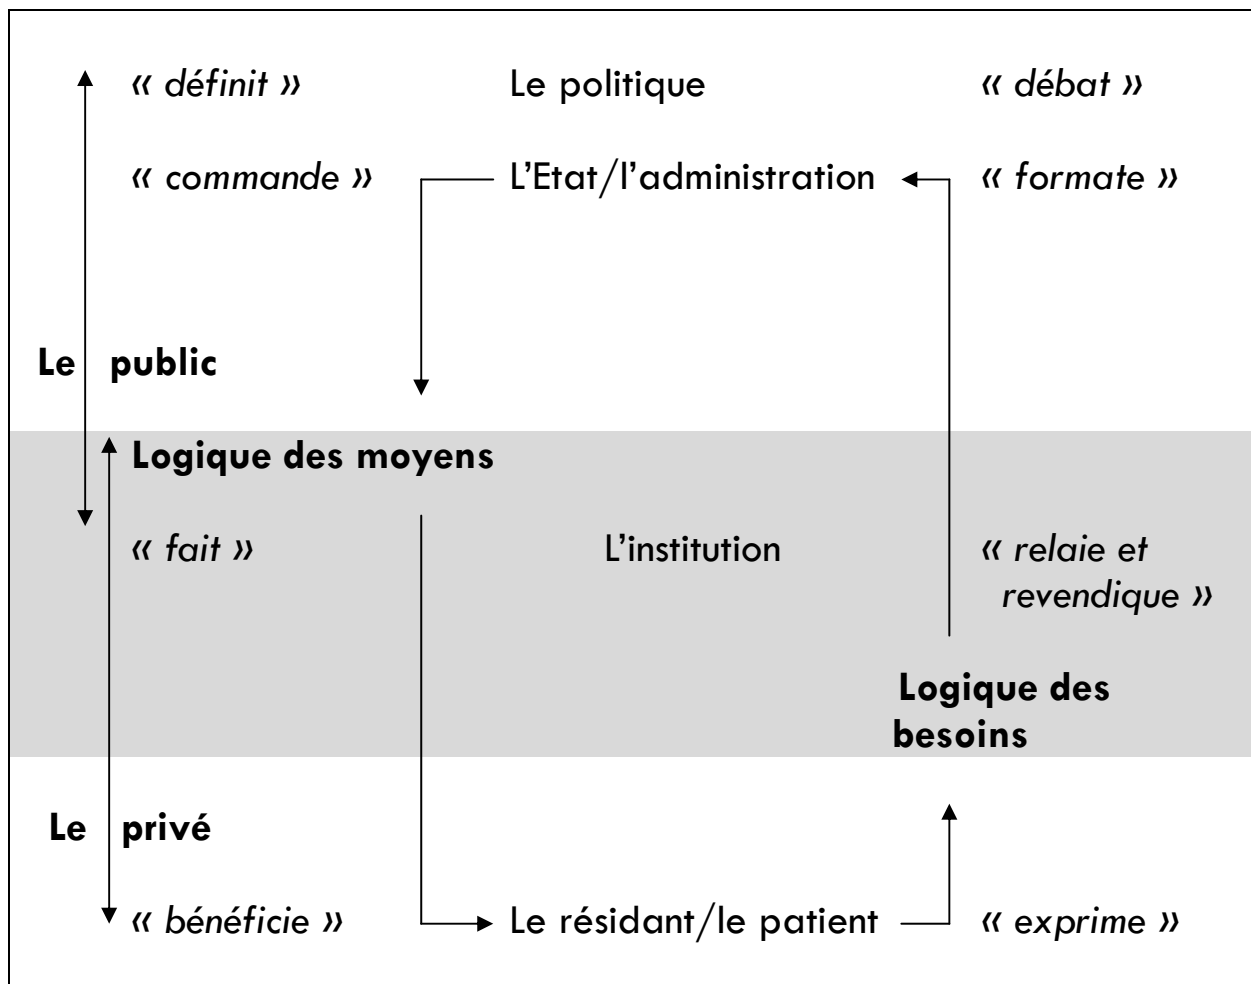 « définit » Le politique « débat »
« commande » L'Etat/l'administration « formate »
Le public
Logique des moyens
« fait » L'institution « relaie et
revendique »
Logique des
besoins
Le privé
« bénéficie » Le résidant/le patient « exprime »